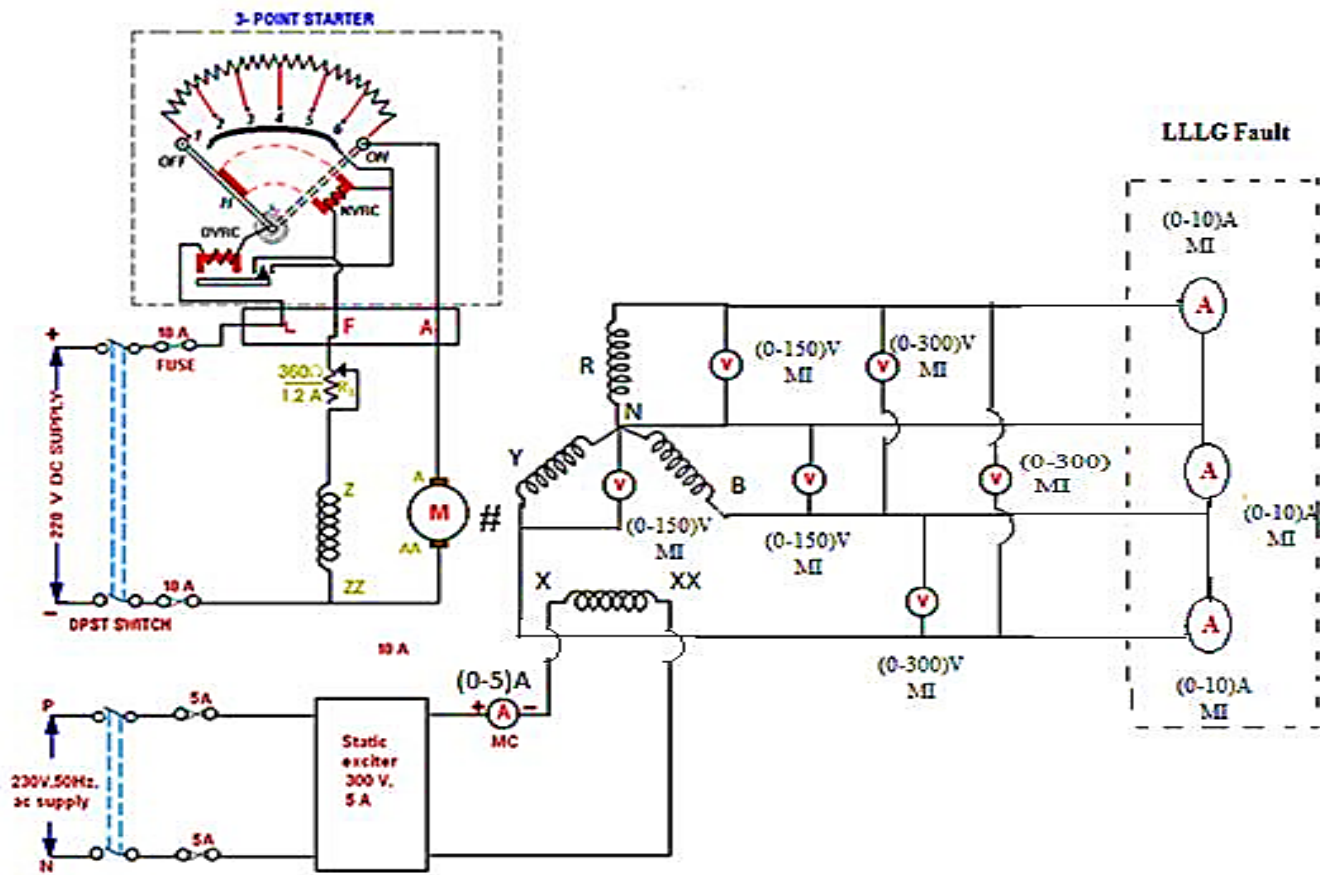 3- POINT STARTER
1
2
3
4
5
6
OFF
ON
H
NVRC
OVRC
L F A
+
10 A
FUSE
220 V DC SUPPLY
360Ω
1.2 A
A
Z
M
#
AA
ZZ
-
10 A
DPST SWITCH
10 A
P
5A
230V,50Hz,
ac supply
N
5A
Static
exciter
300 V,
5 A
(0-5)A
+ A -
MC
X XX
R
N
Y
B
V
(0-150)V
MI
V
(0-300)V
MI
V
(0-150)V
MI
V
(0-150)V
MI
V
(0-300)
MI
V
(0-300)V
MI
LLLG Fault
(0-10)A
MI
A
A
(0-10)A
MI
A
(0-10)A
MI